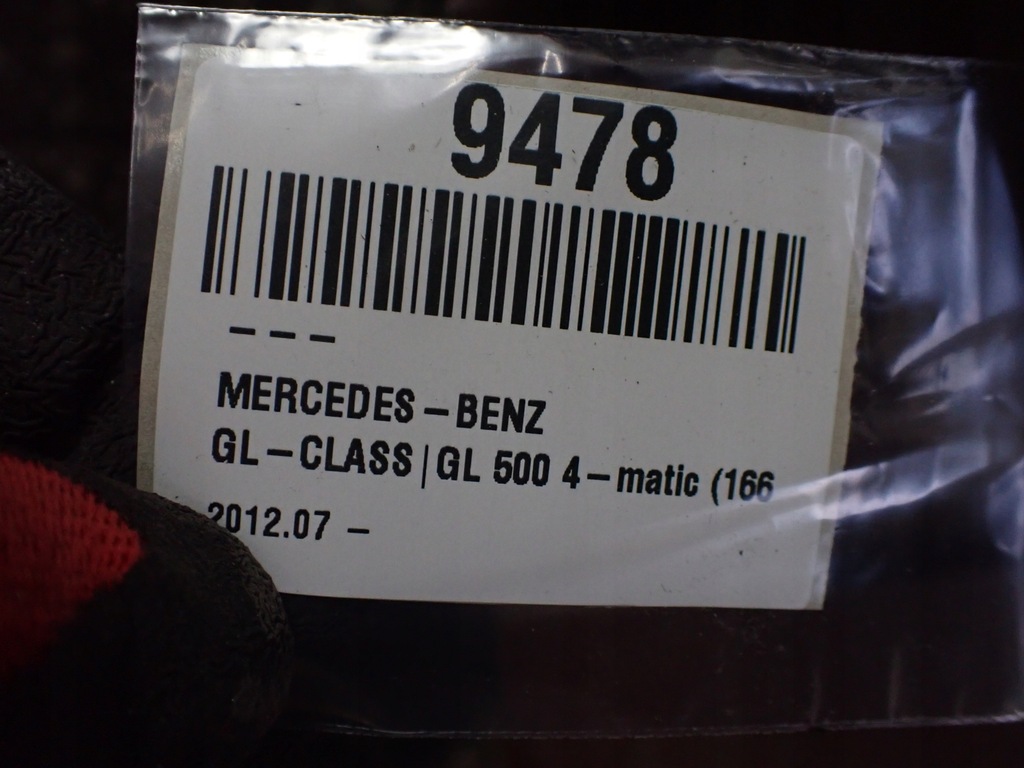 9478
– – –
MERCEDES – BENZ
GL – CLASS | GL 500 4 – matic (166
2012.07 –